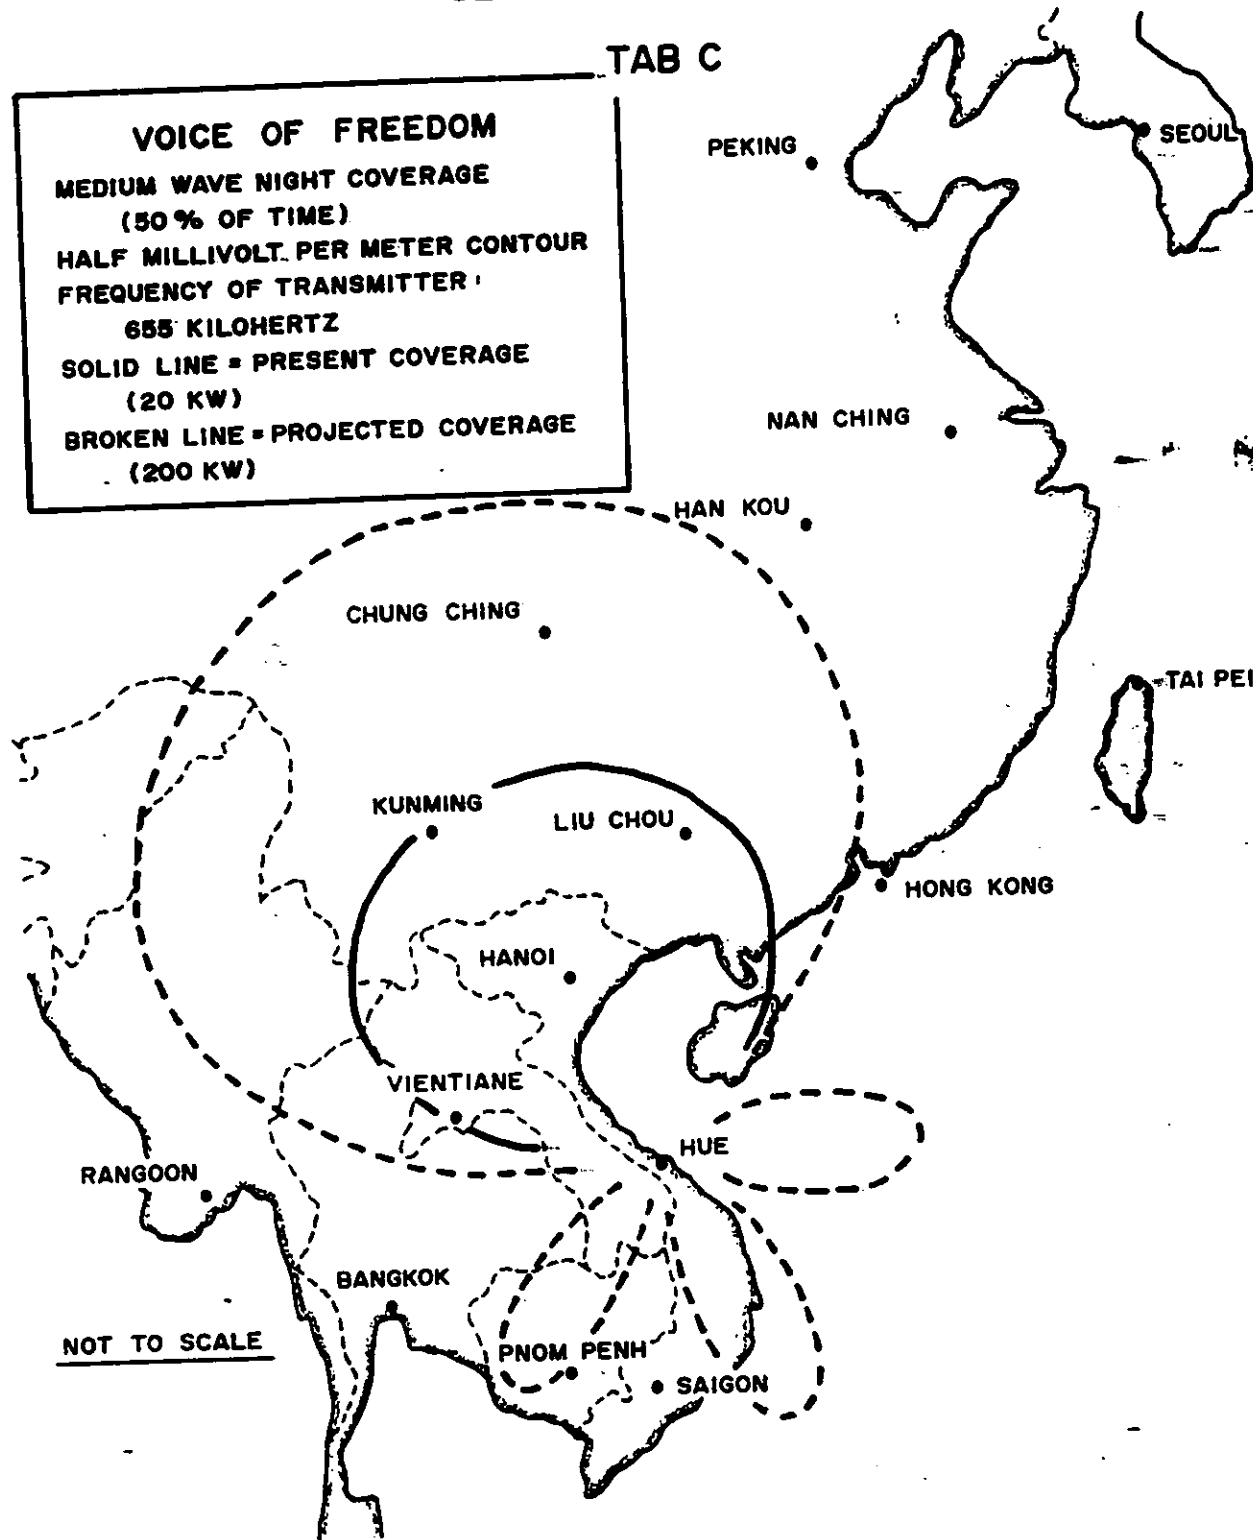 TAB C
VOICE OF FREEDOM
MEDIUM WAVE NIGHT COVERAGE
(50% OF TIME)
HALF MILLIVOLT PER METER CONTOUR
FREQUENCY OF TRANSMITTER:
655 KILOHERTZ
SOLID LINE = PRESENT COVERAGE
(20 KW)
BROKEN LINE = PROJECTED COVERAGE
(200 KW)
PEKING
SEOUL
NAN CHING
HAN KOU
CHUNG CHING
TAI PEI
KUNMING
LIU CHOU
HONG KONG
HANOI
VIENTIANE
HUE
RANGOON
BANGKOK
NOT TO SCALE
PNOM PENH
SAIGON